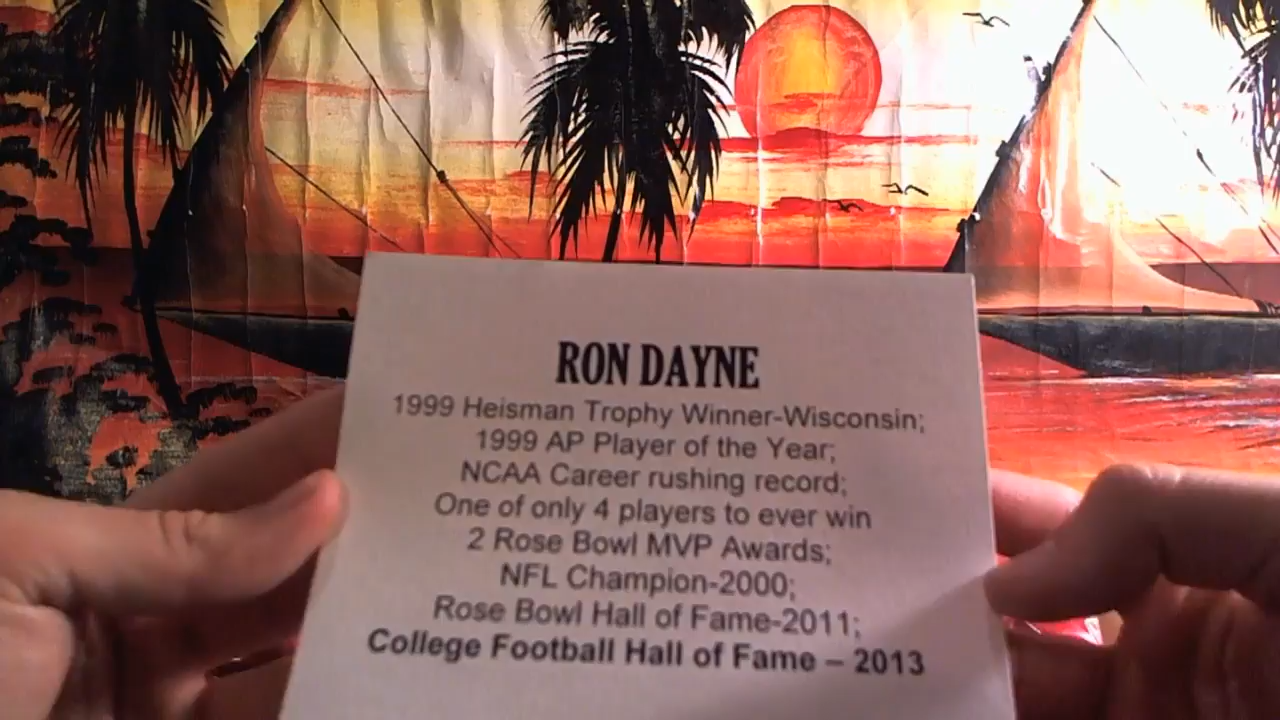 RON DAYNE
1999 Heisman Trophy Winner-Wisconsin;
1999 AP Player of the Year;
NCAA Career rushing record;
One of only 4 players to ever win
2 Rose Bowl MVP Awards;
NFL Champion-2000;
Rose Bowl Hall of Fame-2011;
College Football Hall of Fame – 2013